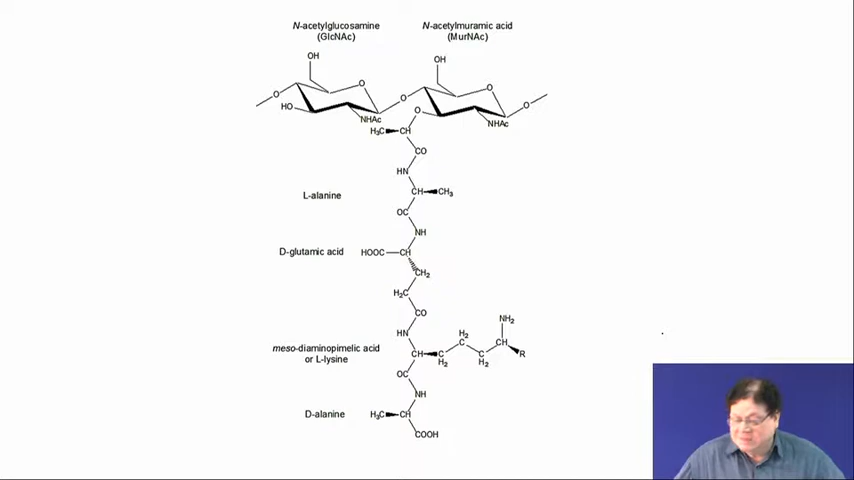 N-acetylglucosamine
(GlcNAc)
N-acetylmuramic acid
(MurNAc)
OH
OH
O
O
O
O
O
HO
O
NHAc
NHAc
H₃C
CH
CO
HN
L-alanine
CH
CH₃
OC
NH
D-glutamic acid
HOOC
CH
CH₂
H₂C
CO
NH₂
HN
H₂
C
CH
meso-diaminopimelic acid
or L-lysine
CH
C
H₂
C
H₂
R
OC
NH
D-alanine
H₃C
CH
COOH